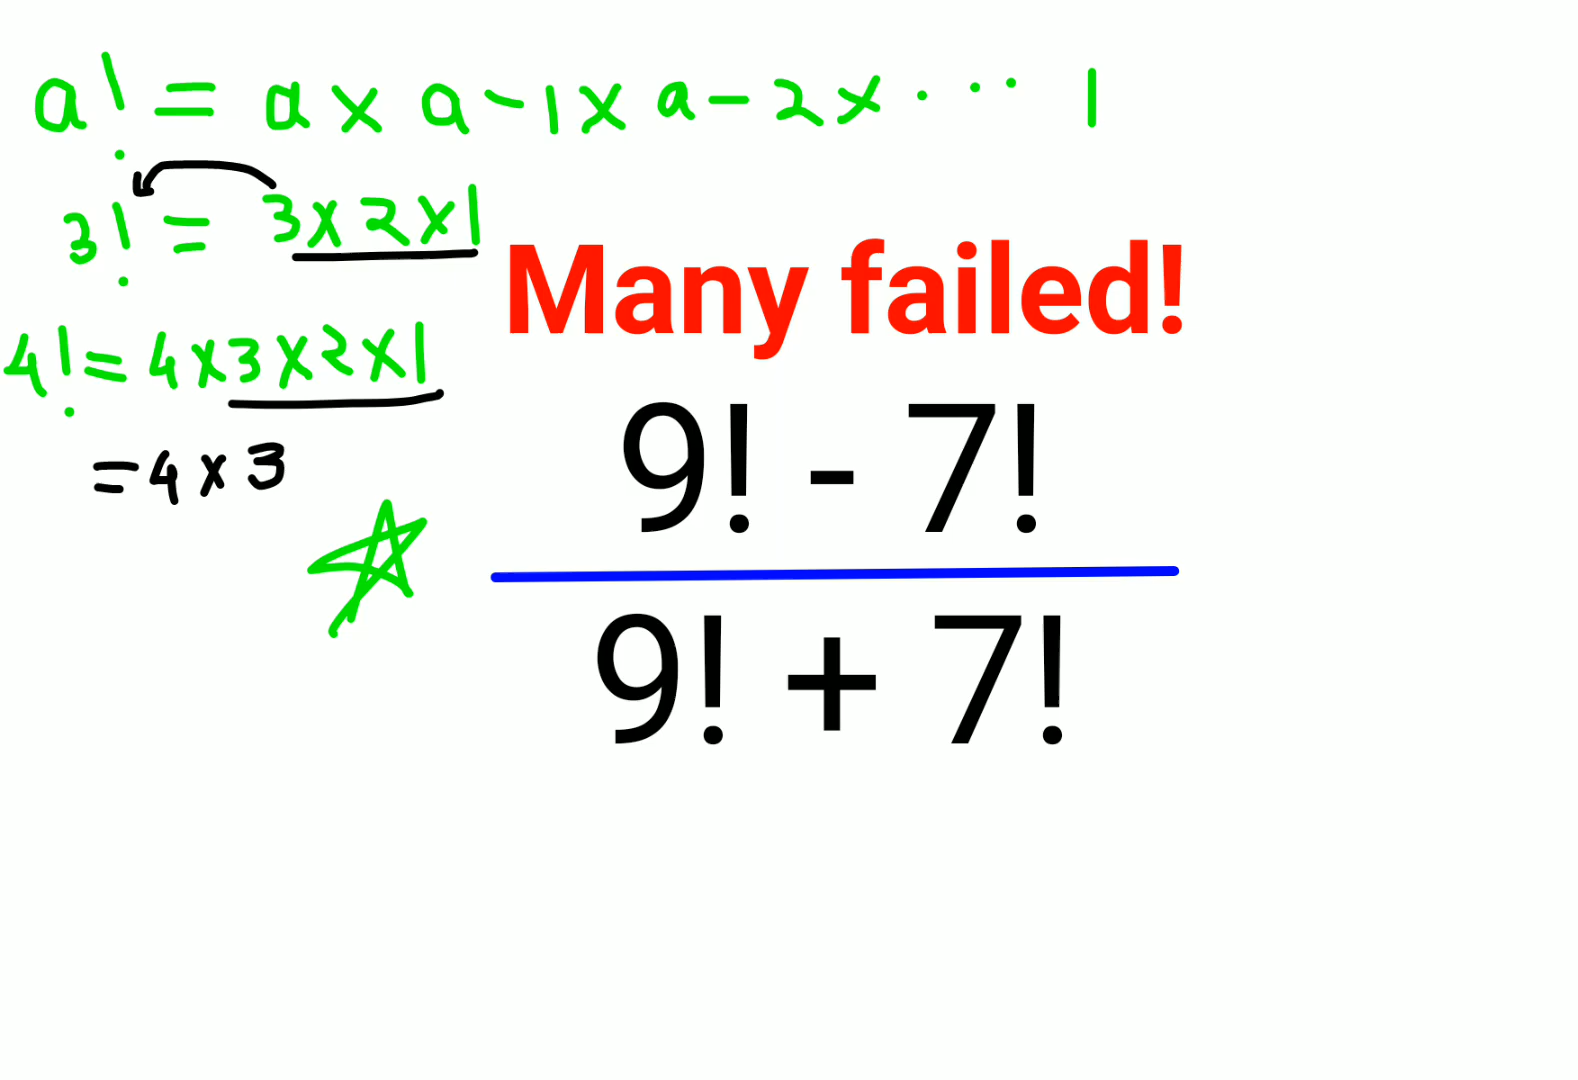 a! = a x a - 1 x a - 2 x . . . 1
3! = 3 x 2 x 1
4! = 4 x 3 x 2 x 1
= 4 x 3
Many failed!
9! - 7!
9! + 7!